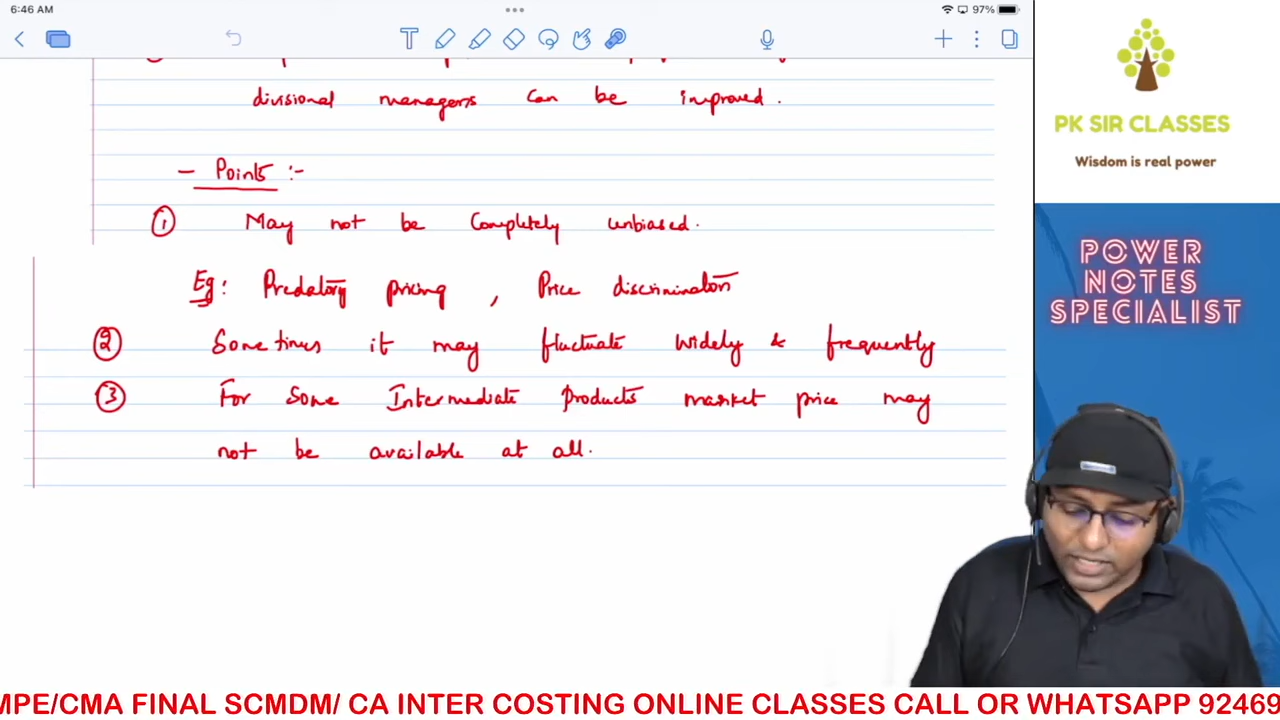 6:46 AM
97%
divisional managers can be improved.
PK SIR CLASSES
Wisdom is real power
- Points :-
① May not be Completely unbiased.
Eg: Predatory pricing, Price discrimination
② Sometimes it may fluctuate widely & frequently
③ For Some Intermediate Products market price may
not be available at all.
POWER
NOTES
SPECIALIST
MPE/CMA FINAL SCMDM/ CA INTER COSTING ONLINE CLASSES CALL OR WHATSAPP 92469